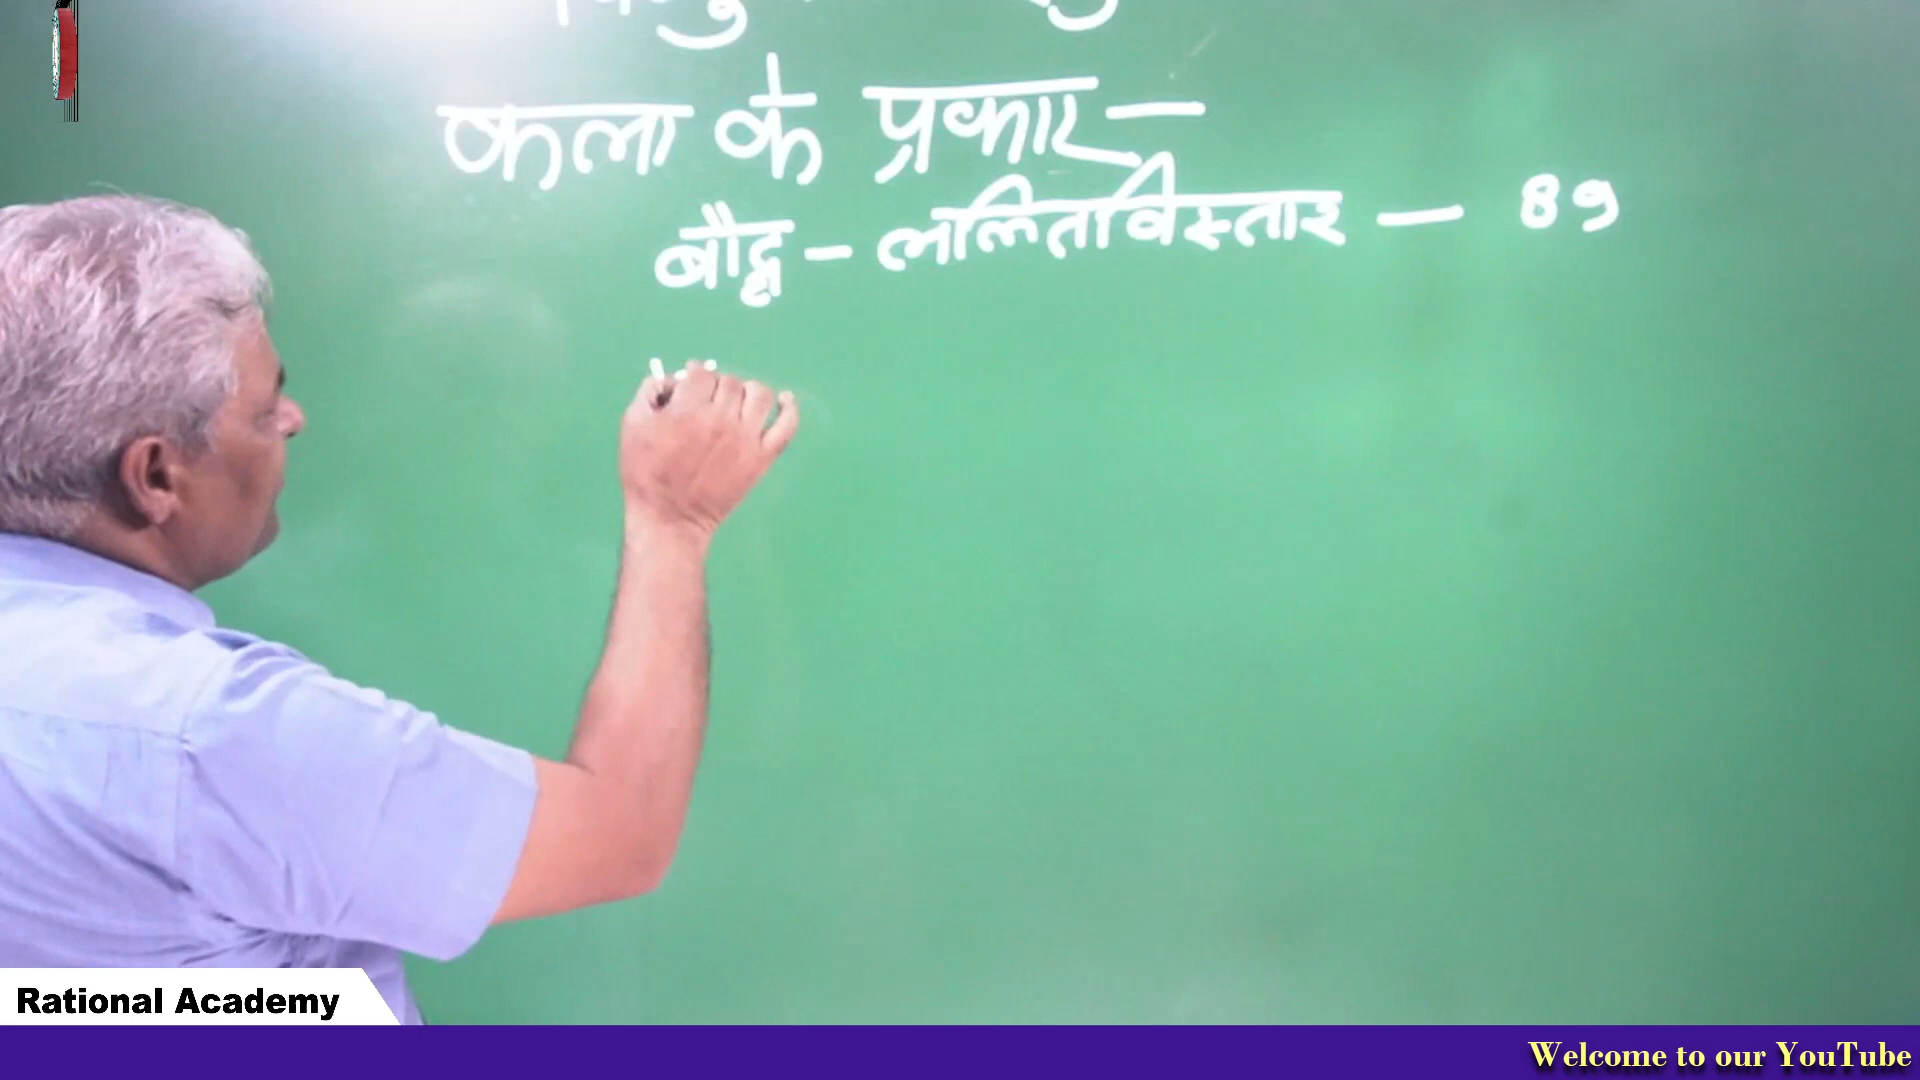 कला के प्रकार —
बौद्ध - ललितविस्तार — 89
Rational Academy
Welcome to our YouTube